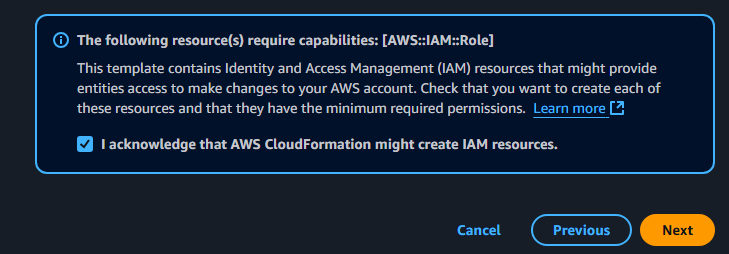 The following resource(s) require capabilities: [AWS::IAM::Role]
This template contains Identity and Access Management (IAM) resources that might provide
entities access to make changes to your AWS account. Check that you want to create each of
these resources and that they have the minimum required permissions. Learn more
I acknowledge that AWS CloudFormation might create IAM resources.
Cancel Previous Next